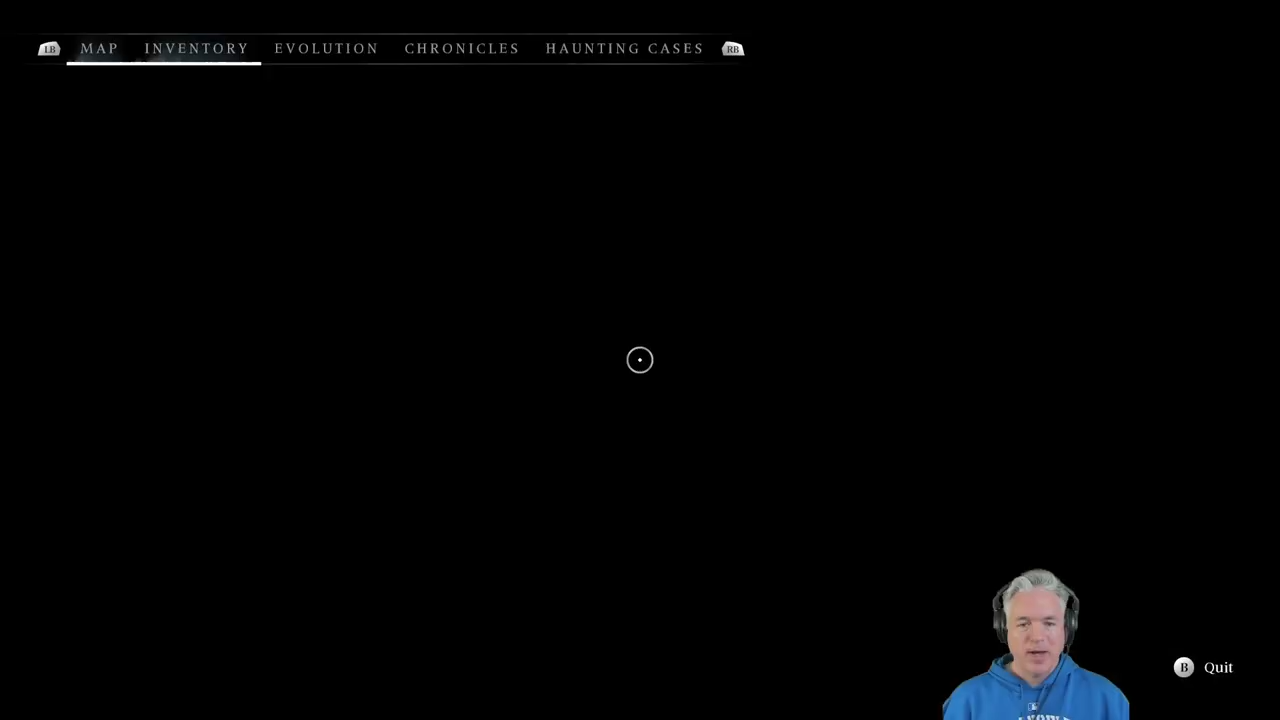 LB MAP INVENTORY EVOLUTION CHRONICLES HAUNTING CASES RB
B Quit